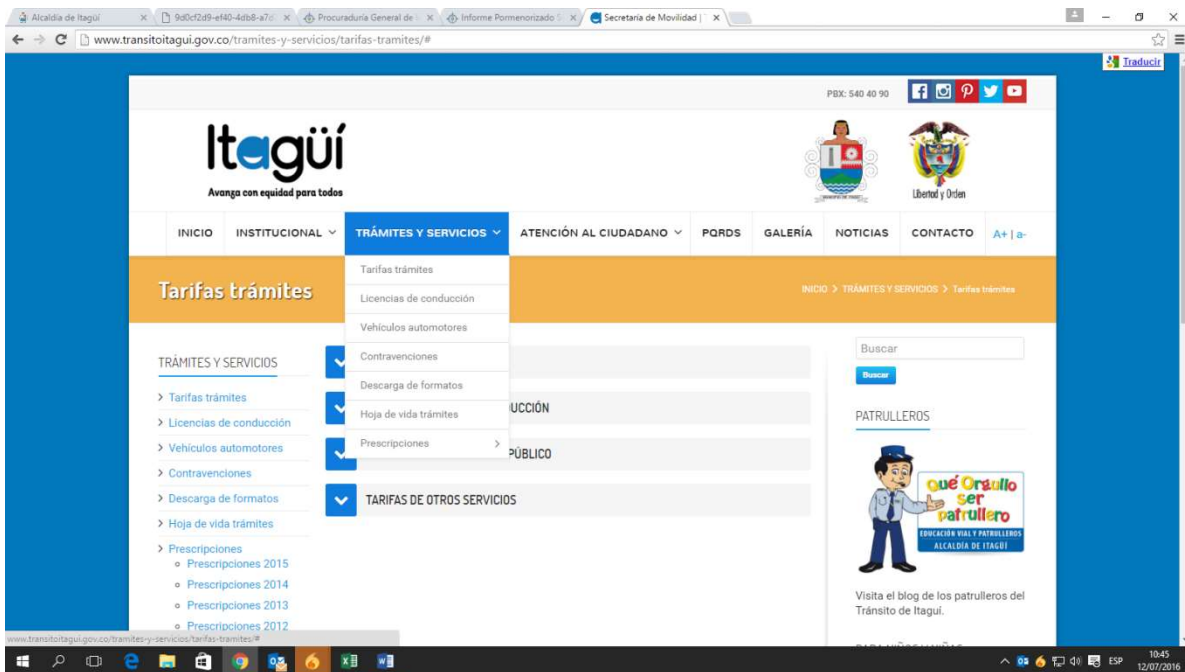 Alcaldía de Itagüí
9d0cf2d9-ef40-4db8-a7d
Procuraduría General de
Informe Pormenorizado S
Secretaría de Movilidad |
www.transitoitagui.gov.co/tramites-y-servicios/tarifas-tramites/#
Traducir
PBX: 540 40 90
Itagüí
Avanza con equidad para todos
Libertad y Orden
INICIO
INSTITUCIONAL
TRÁMITES Y SERVICIOS
ATENCIÓN AL CIUDADANO
PQRDS
GALERÍA
NOTICIAS
CONTACTO
A+ | a-
Tarifas trámites
INICIO > TRÁMITES Y SERVICIOS > Tarifas trámites
Tarifas trámites
Licencias de conducción
Vehículos automotores
Contravenciones
Descarga de formatos
Hoja de vida trámites
Prescripciones >
TRÁMITES Y SERVICIOS
> Tarifas trámites
> Licencias de conducción
> Vehículos automotores
> Contravenciones
> Descarga de formatos
> Hoja de vida trámites
> Prescripciones
Prescripciones 2015
Prescripciones 2014
Prescripciones 2013
Prescripciones 2012
UCCIÓN
PÚBLICO
TARIFAS DE OTROS SERVICIOS
Buscar
Buscar
PATRULLEROS
Qué Orgullo
ser
patrullero
EDUCACIÓN VIAL Y PATRULLEROS
ALCALDÍA DE ITAGÜÍ
Visita el blog de los patrulleros del
Tránsito de Itaguí.
www.transitoitagui.gov.co/tramites-y-servicios/tarifas-tramites/#
ESP
10:45
12/07/2016